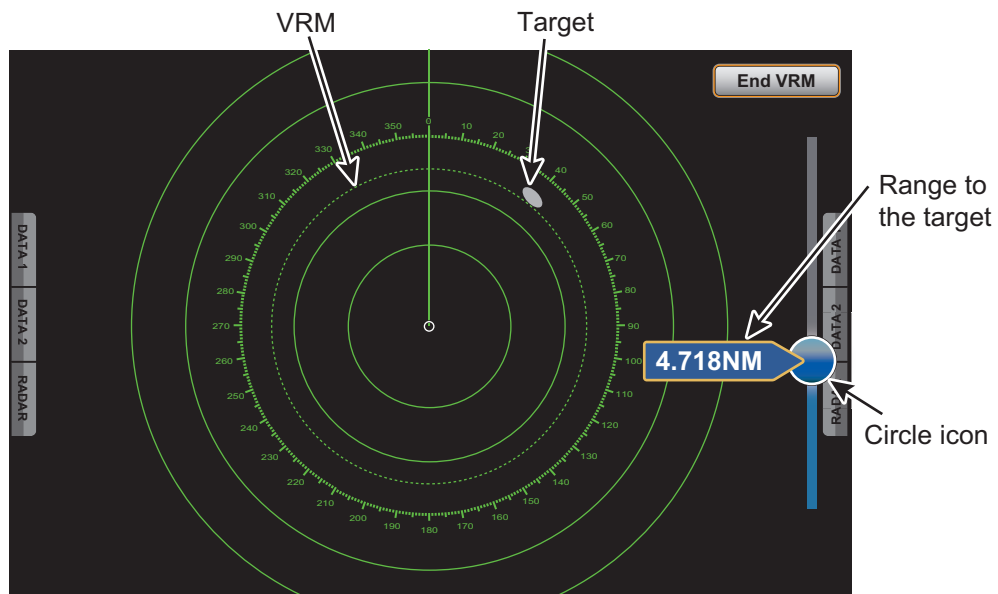 VRM
Target
End VRM
0
10
20
40
50
60
70
80
90
100
110
120
130
140
150
160
170
180
190
200
210
220
230
240
250
260
270
280
290
300
310
320
330
340
350
DATA 1
DATA 2
RADAR
Range to
the target
DATA
DATA 2
4.718NM
Circle icon